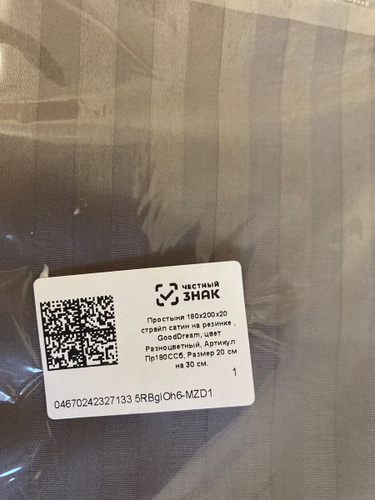 ЧЕСТНЫЙ
ЗНАК
Простыня 180х200х20
страйп сатин на резинке ,
GoodDream, цвет
Разноцветный, Артикул
Пр180ССб, Размер 20 см
на 30 см.
1
04670242327133 5RBglOh6-MZD1